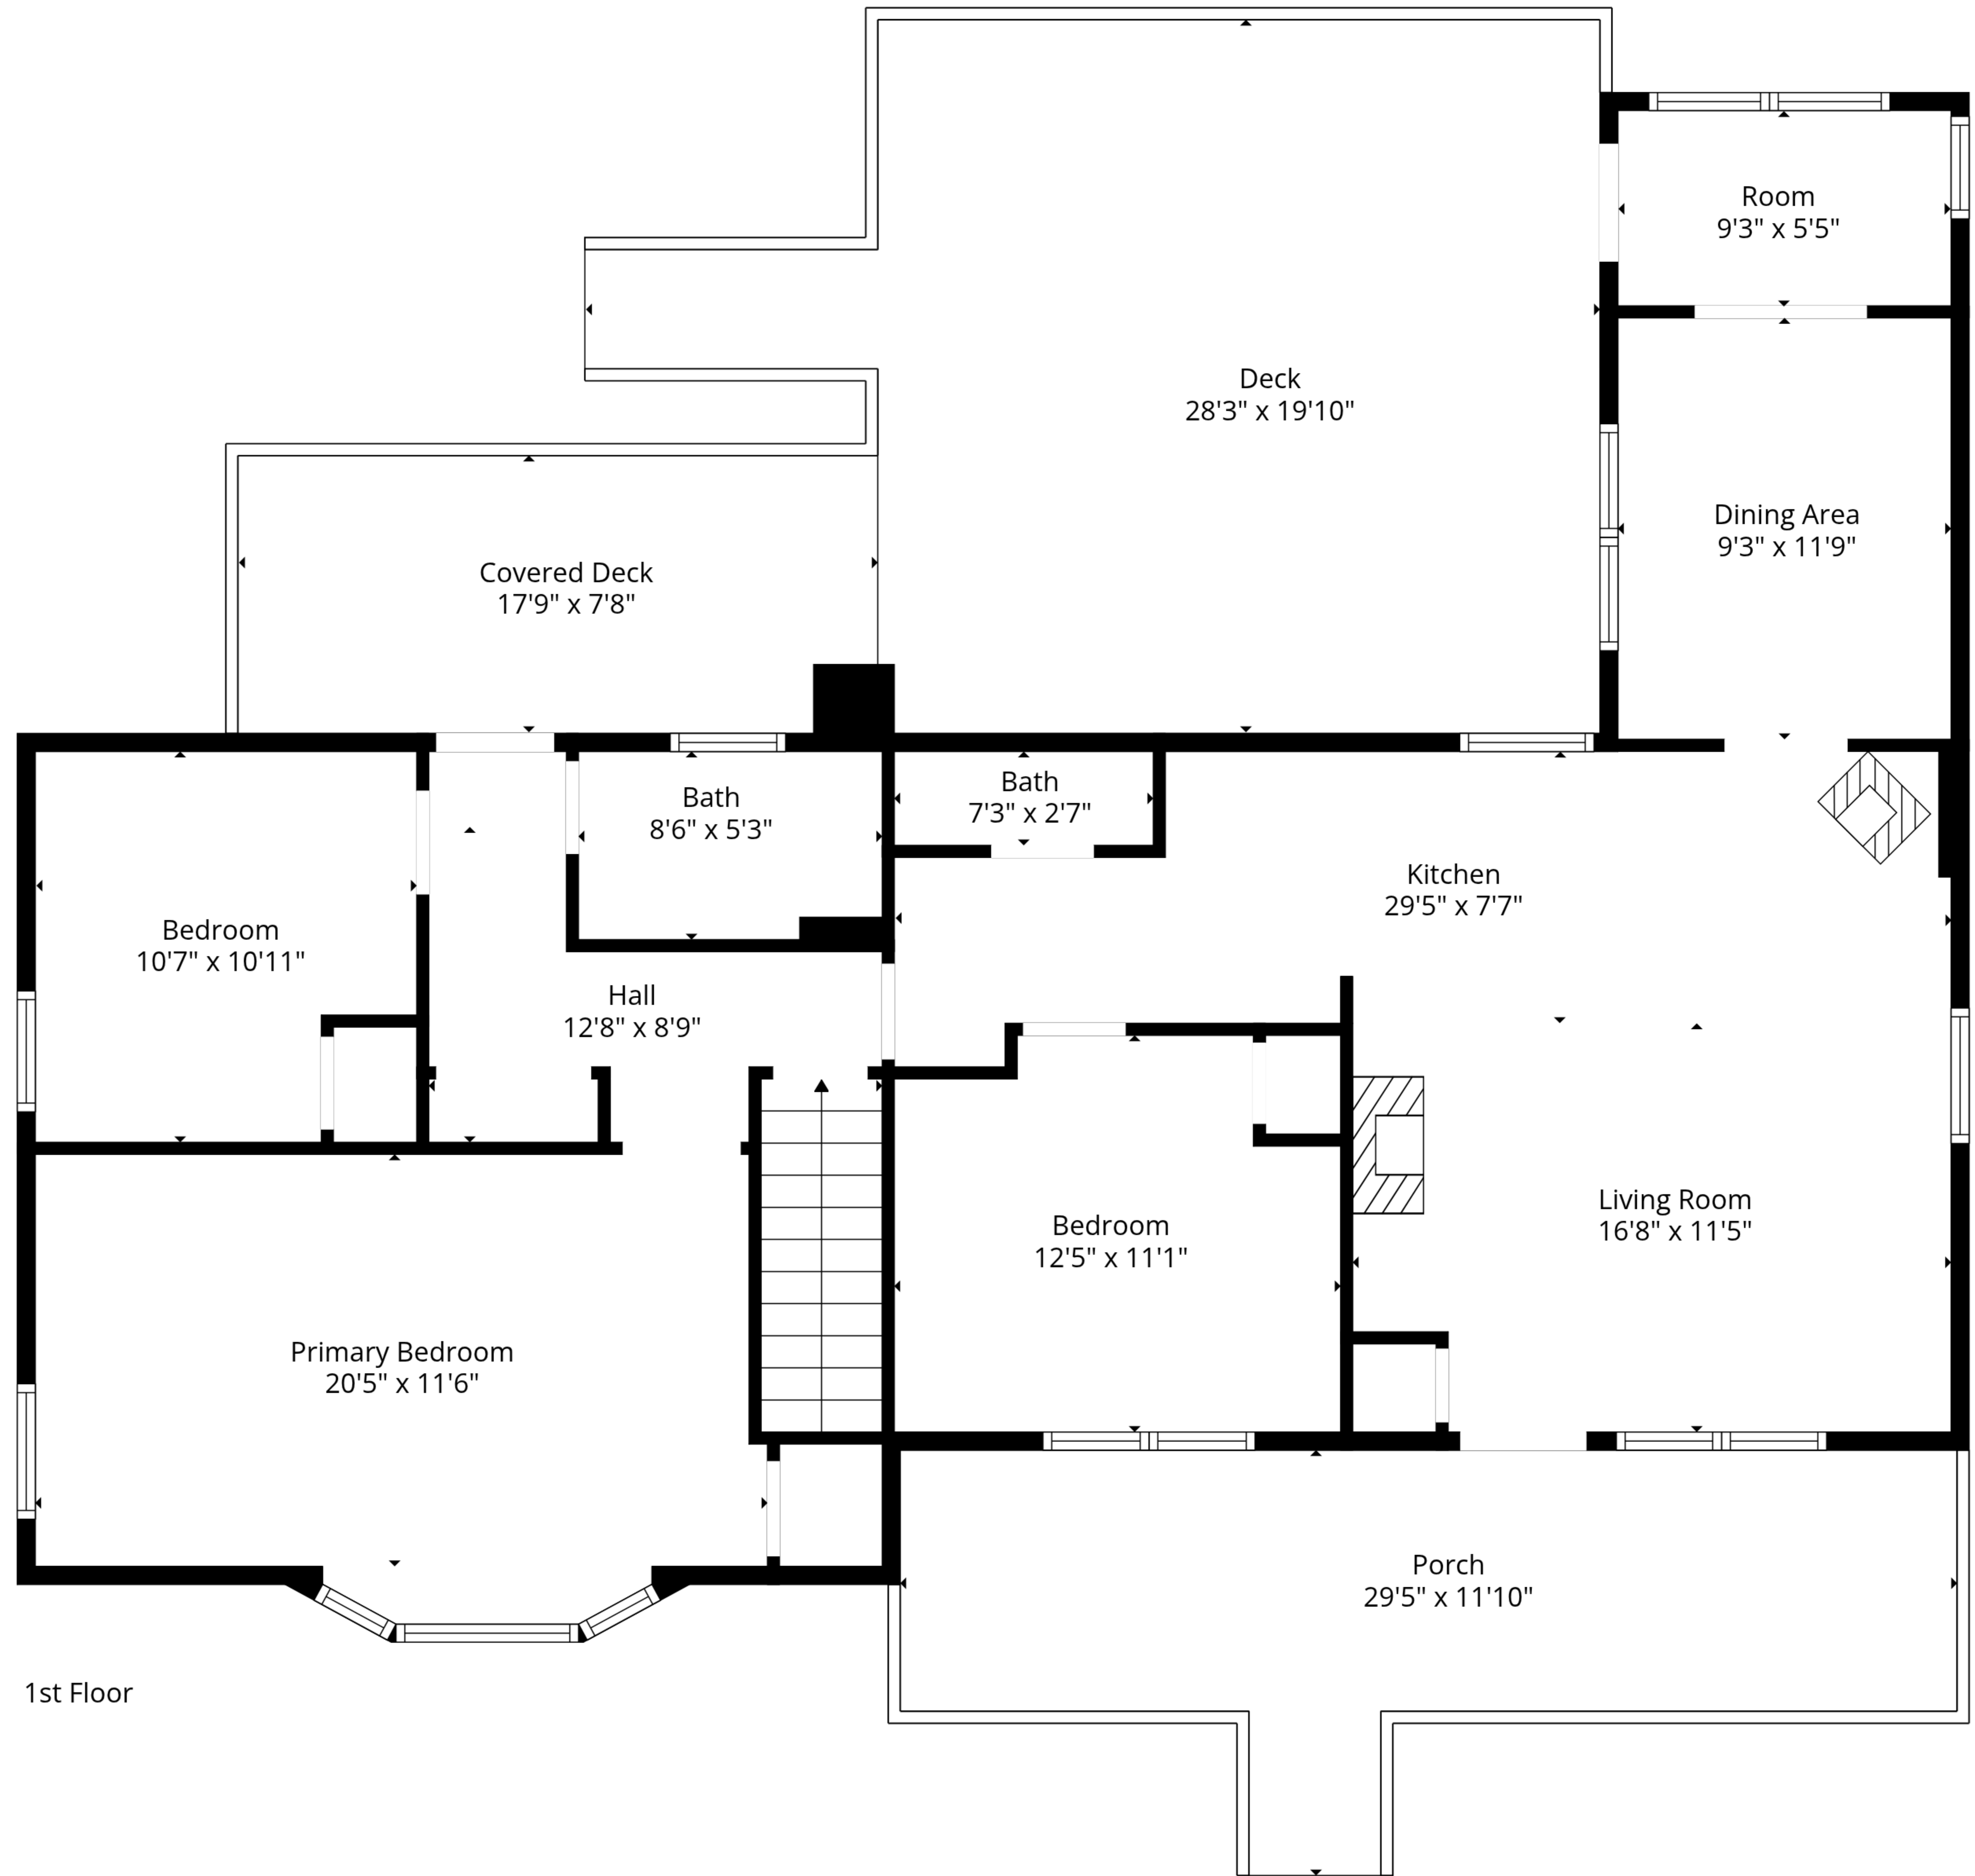 Room
9'3" x 5'5"
Deck
28'3" x 19'10"
Dining Area
9'3" x 11'9"
Covered Deck
17'9" x 7'8"
Bath
8'6" x 5'3"
Bath
7'3" x 2'7"
Kitchen
29'5" x 7'7"
Bedroom
10'7" x 10'11"
Hall
12'8" x 8'9"
Living Room
16'8" x 11'5"
Bedroom
12'5" x 11'1"
Primary Bedroom
20'5" x 11'6"
Porch
29'5" x 11'10"
1st Floor